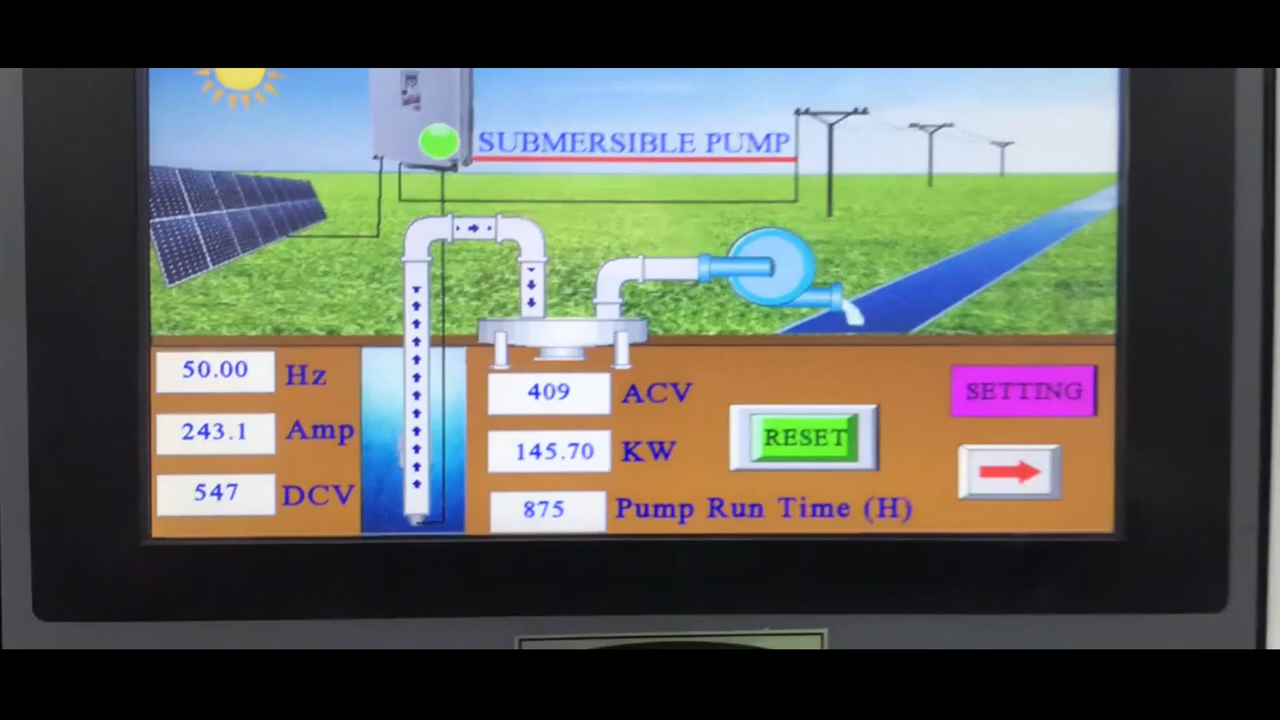 SUBMERSIBLE PUMP
50.00 Hz
409 ACV
SETTING
243.1 Amp
145.70 KW
RESET
547 DCV
875 Pump Run Time (H)